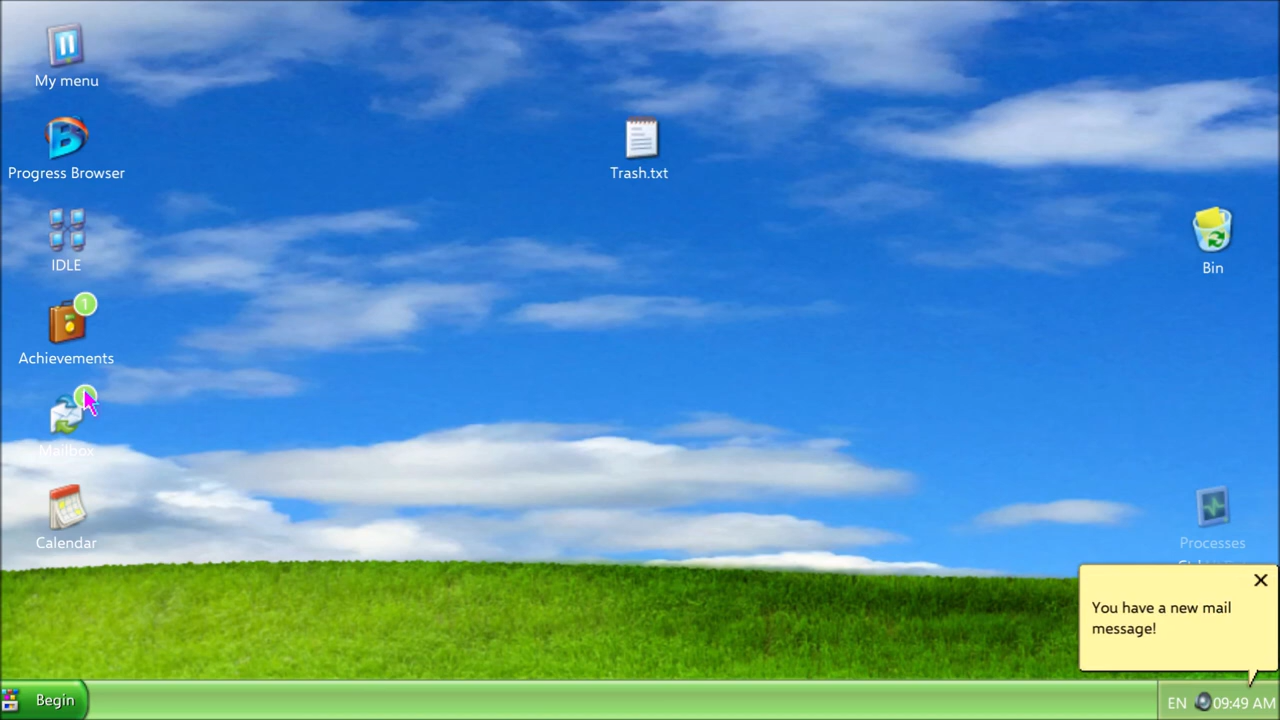 My menu
Progress Browser
IDLE
1
Achievements
Mailbox
Calendar
Trash.txt
Bin
Processes
You have a new mail
message!
Begin
EN 09:49 AM